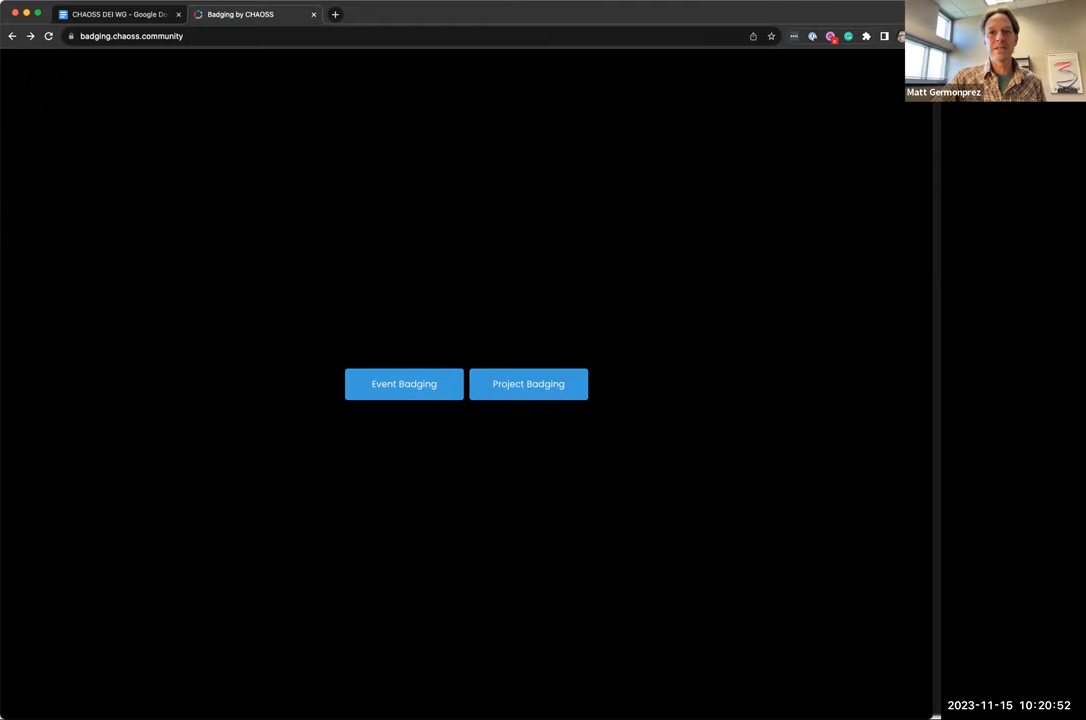 CHAOSS DEI WG - Google Do
Badging by CHAOSS
badging.chaoss.community
Matt Germonprez
Event Badging
Project Badging
2023-11-15 10:20:52